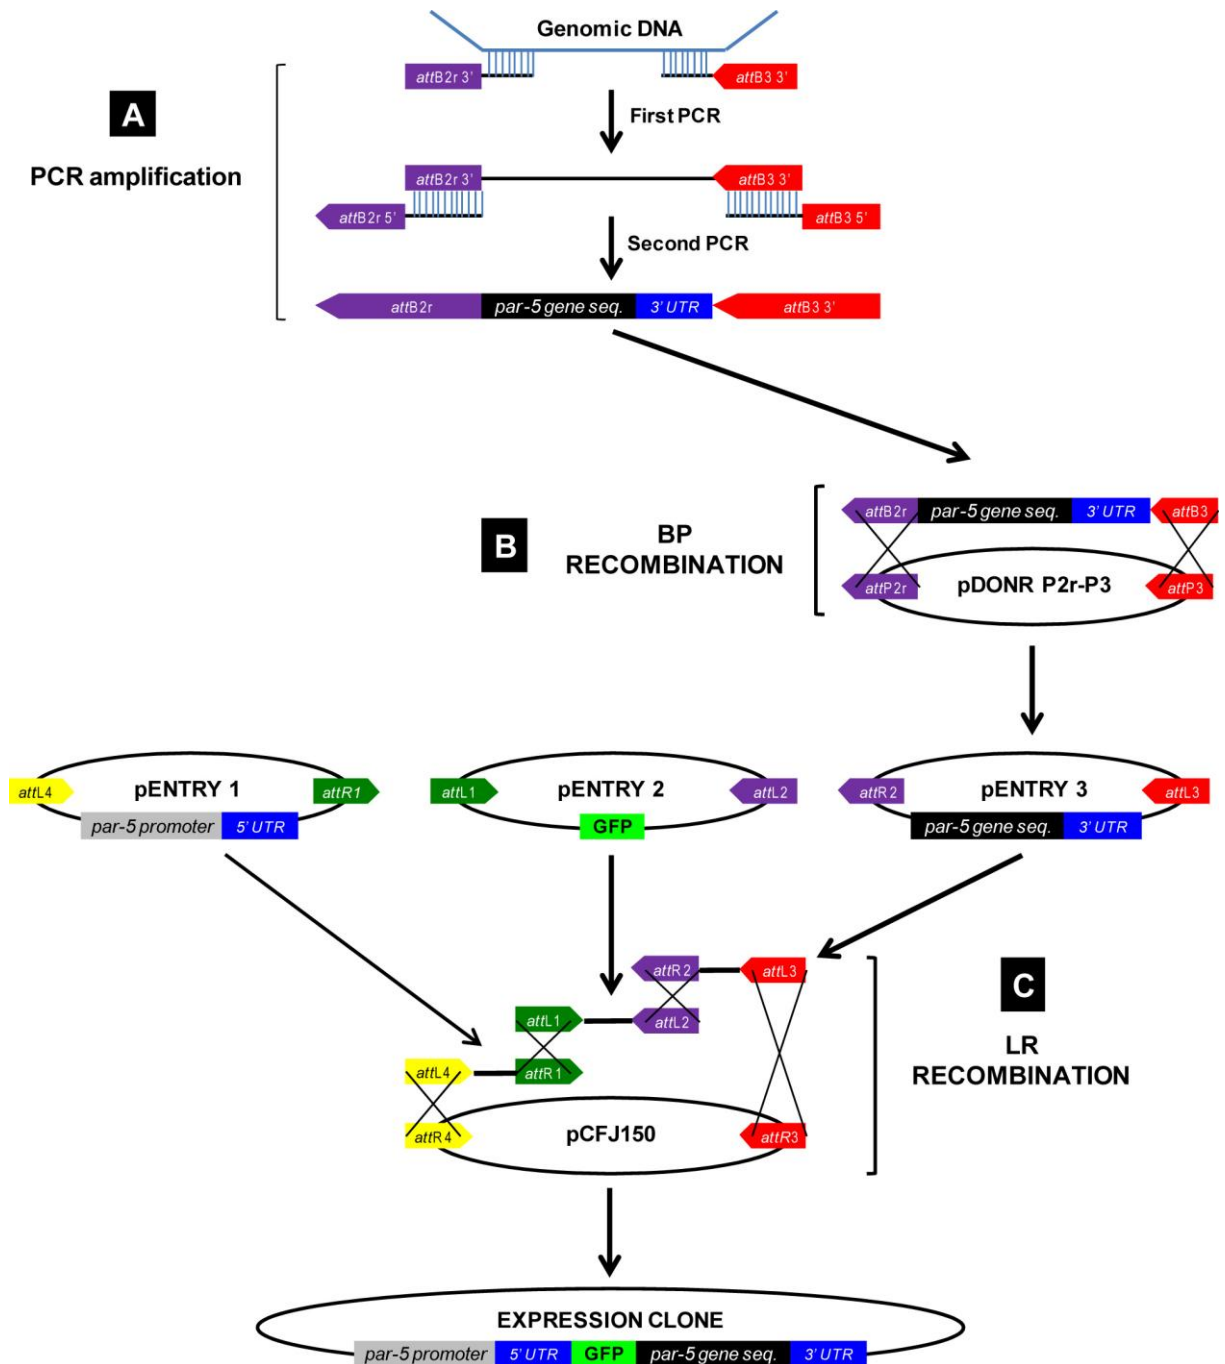 Genomic DNA
attB2r 3' attB3 3'
A
First PCR
PCR amplification
attB2r 3' attB3 3'
attB2r 5' attB3 5'
Second PCR
attB2r par-5 gene seq. 3' UTR attB3 3'
attB2r par-5 gene seq. 3' UTR attB3
B
BP
RECOMBINATION
attP2r pDONR P2r-P3 attP3
attL4 pENTRY 1 attR1
par-5 promoter 5' UTR
attL1 pENTRY 2 attL2
GFP
attR2 pENTRY 3 attL3
par-5 gene seq. 3' UTR
attR2 attL3
C
attL1 attL2
LR
RECOMBINATION
attL4 attR1
attR4 pCFJ150 attR3
EXPRESSION CLONE
par-5 promoter 5' UTR GFP par-5 gene seq. 3' UTR